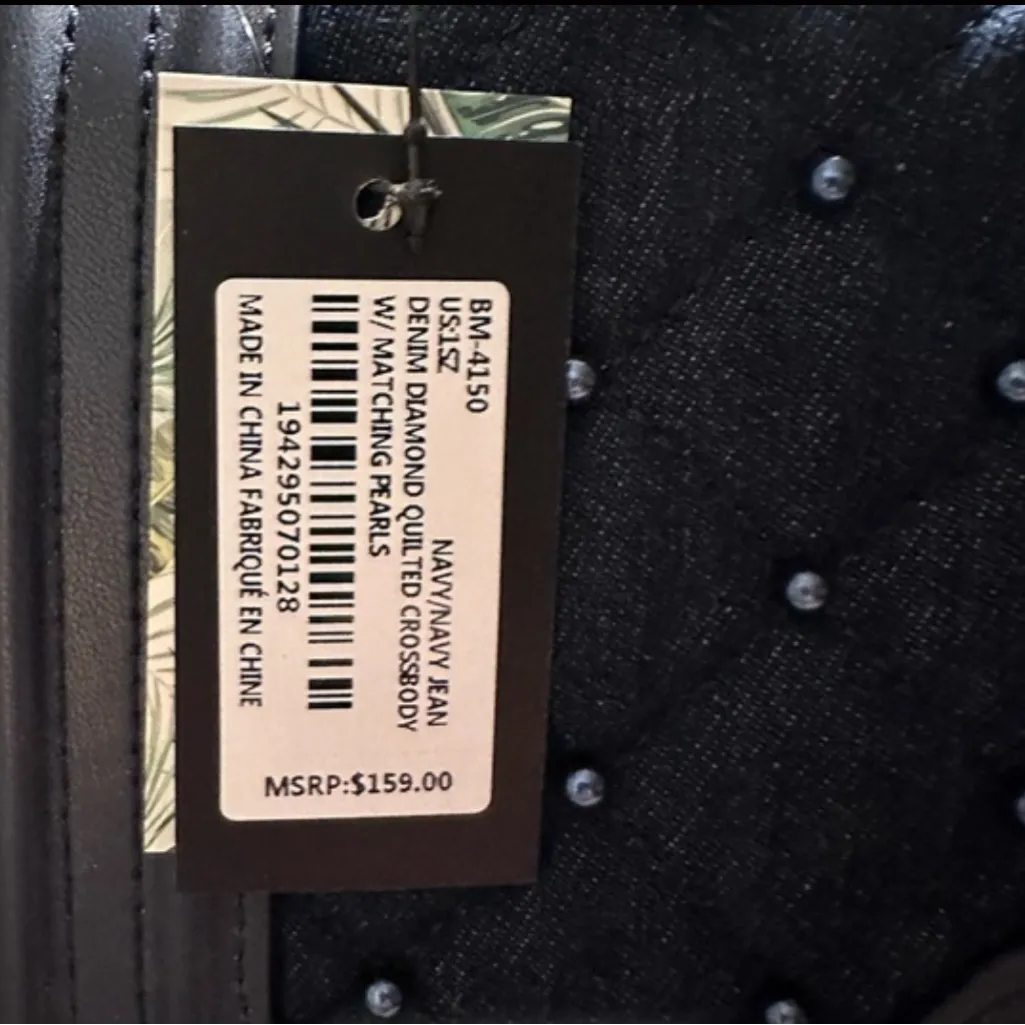 BM-4150
US:1SZ NAVY/NAVY JEAN
DENIM DIAMOND QUILTED CROSSBODY
W/ MATCHING PEARLS
194295070128
MADE IN CHINA FABRIQUÉ EN CHINE
MSRP:$159.00